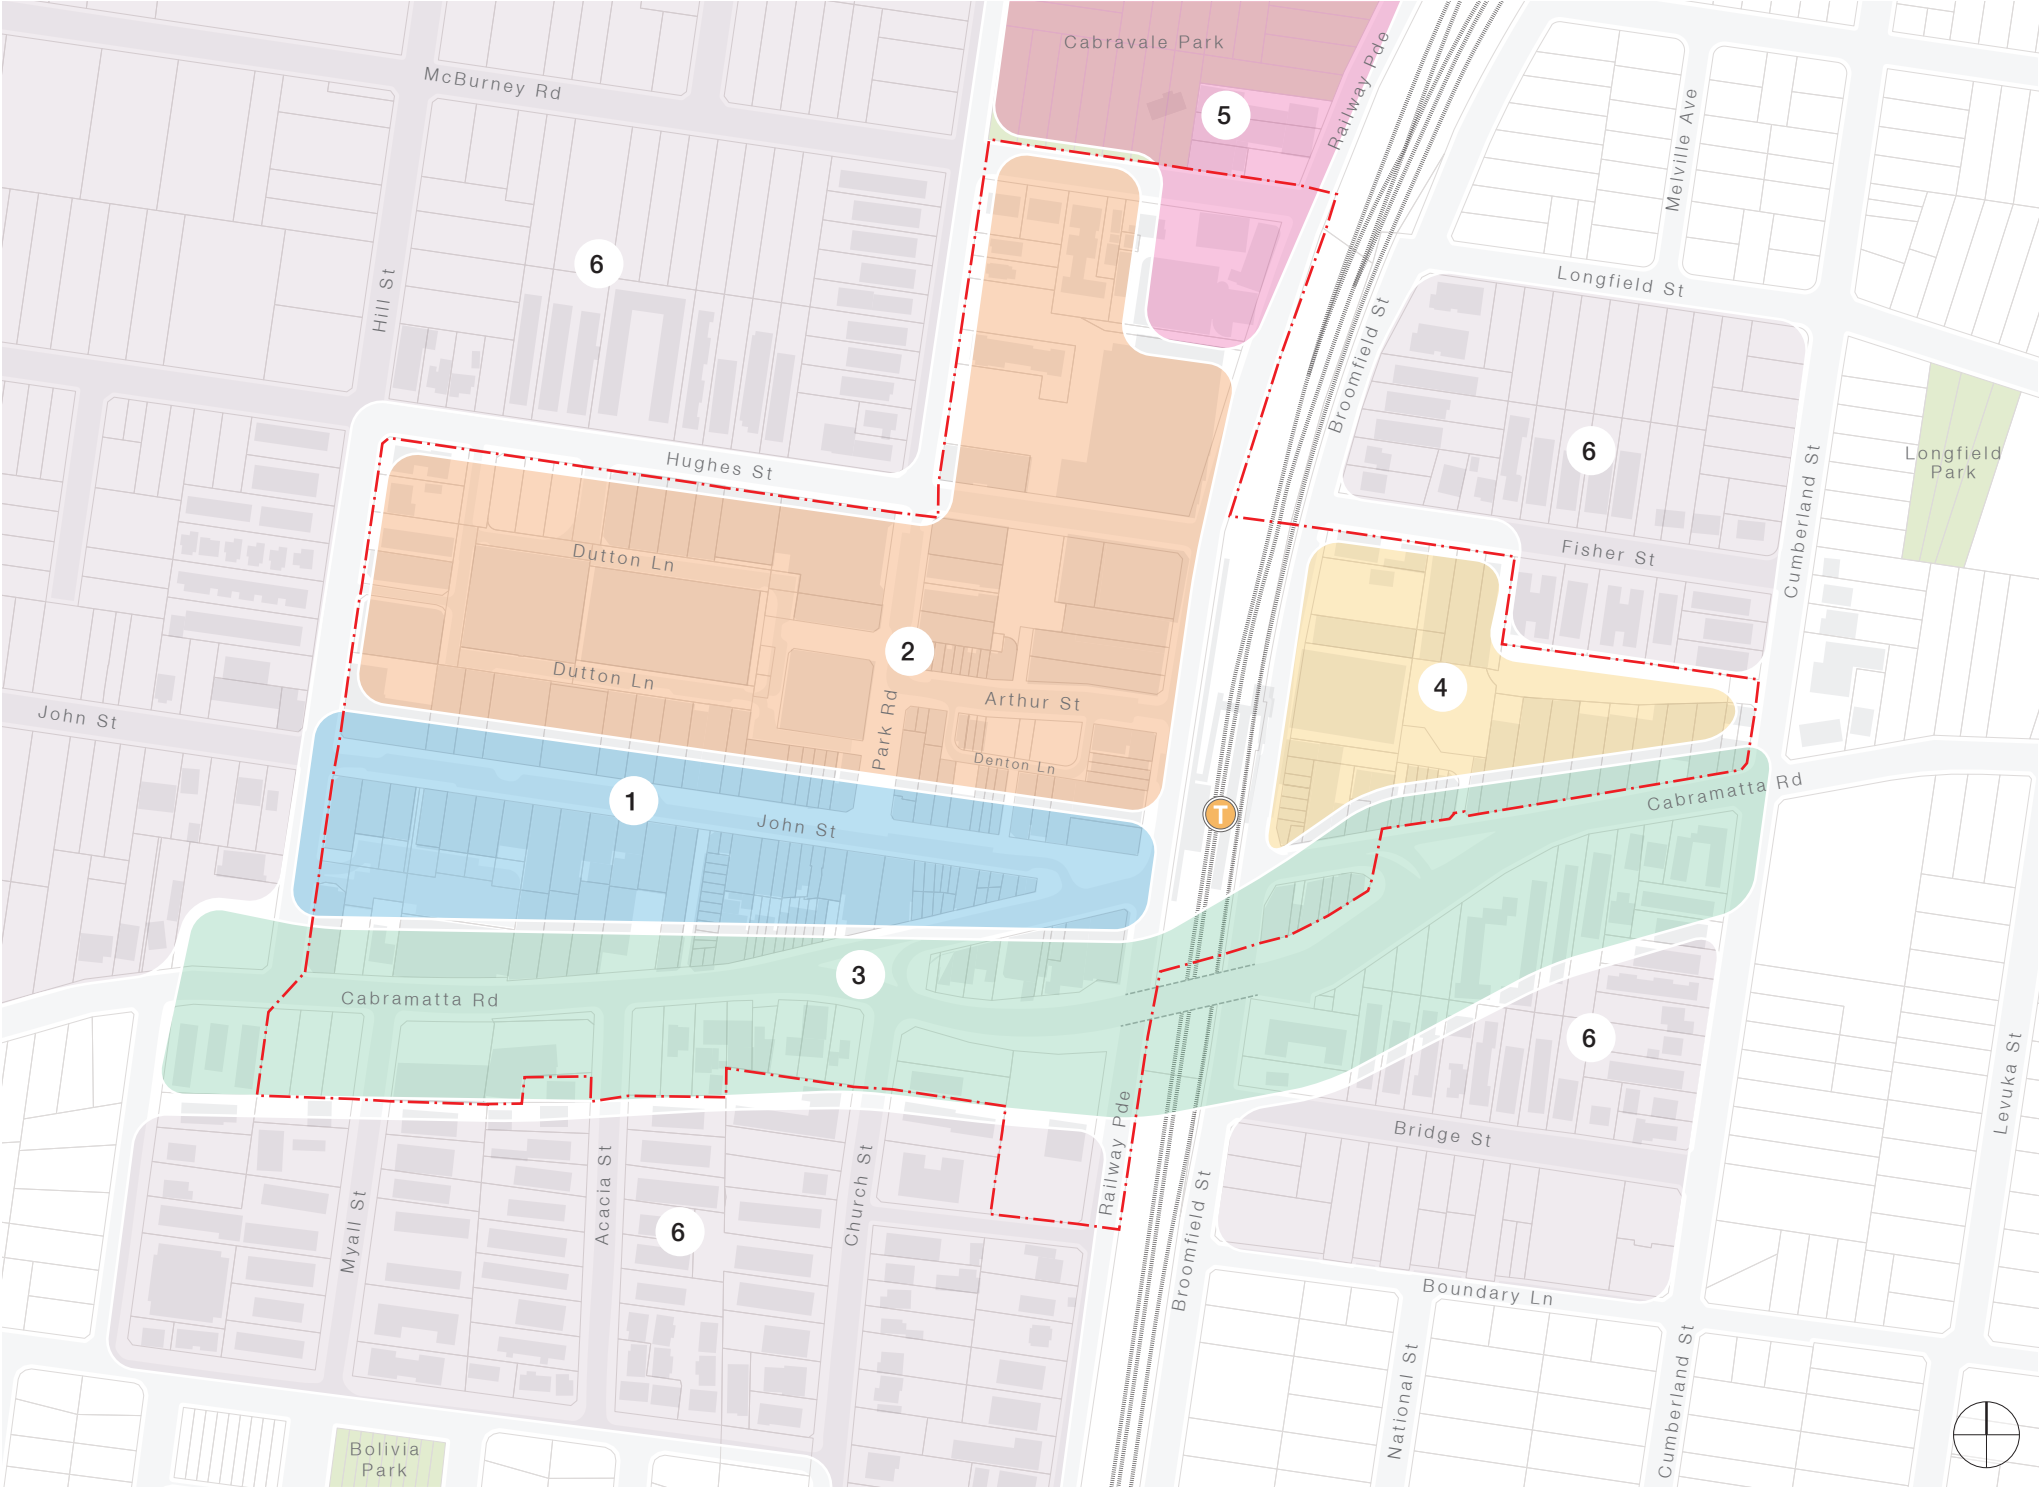 Cabravale Park
Railway Pde
McBurney Rd
5
Melville Ave
6
Hill St
Longfield St
Broomfield St
Hughes St
6
Longfield
Park
Cumberland St
Dutton Ln
Fisher St
2
Dutton Ln
4
Arthur St
John St
Park Rd
Denton Ln
1
T
John St
Cabramatta Rd
3
Cabramatta Rd
6
Levuka St
Railway Pde
Bridge St
Acacia St
Church St
Myall St
6
Broomfield St
Boundary Ln
National St
Cumberland St
Bolivia
Park